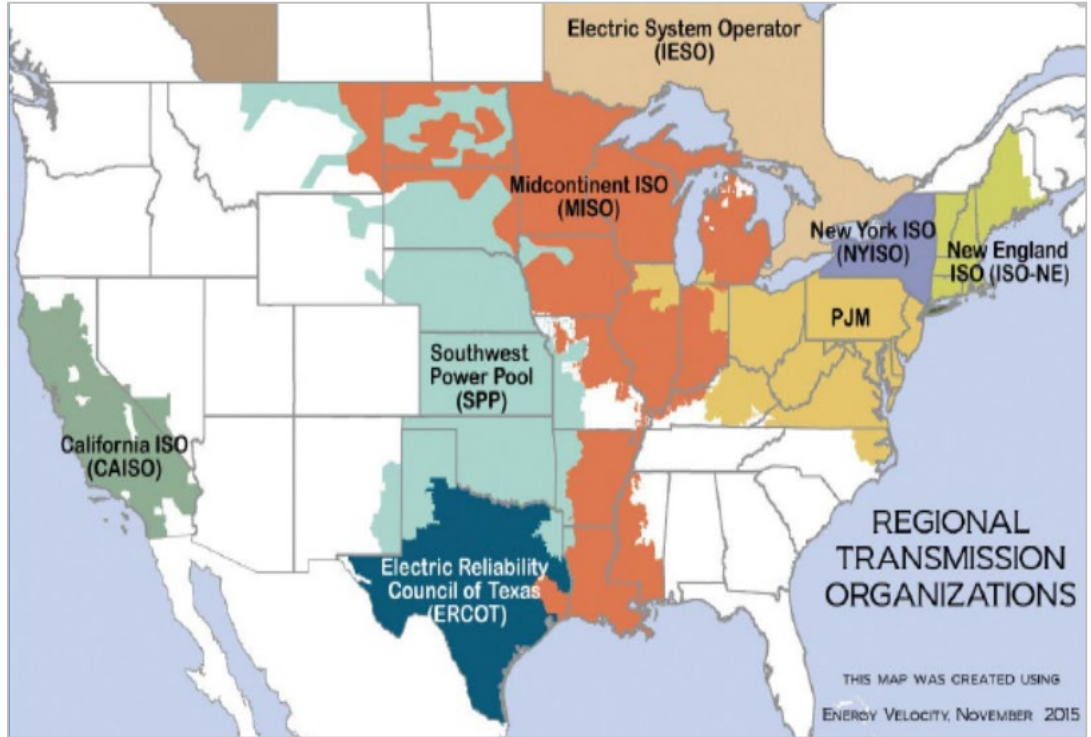 Electric System Operator
(IESO)
Midcontinent ISO
(MISO)
New York ISO
(NYISO)
New England
ISO (ISO-NE)
PJM
Southwest
Power Pool
(SPP)
California ISO
(CAISO)
Electric Reliability
Council of Texas
(ERCOT)
REGIONAL
TRANSMISSION
ORGANIZATIONS
THIS MAP WAS CREATED USING
ENERGY VELOCITY, NOVEMBER 2015